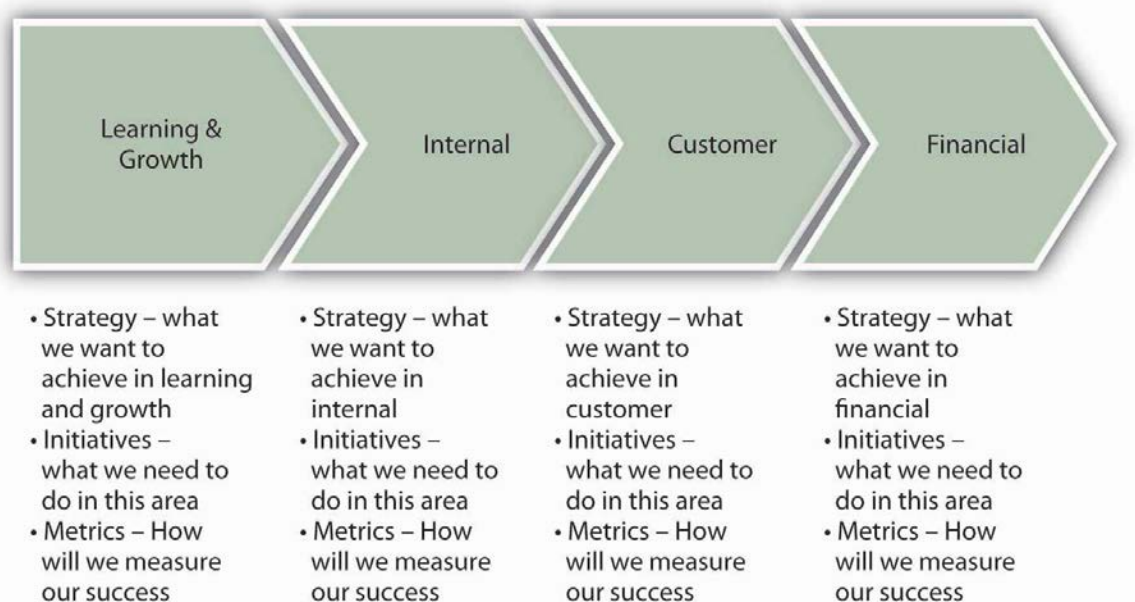 Learning &
Growth
Internal
Customer
Financial
• Strategy – what
we want to
achieve in learning
and growth
• Initiatives –
what we need to
do in this area
• Metrics – How
will we measure
our success
• Strategy – what
we want to
achieve in
internal
• Initiatives –
what we need to
do in this area
• Metrics – How
will we measure
our success
• Strategy – what
we want to
achieve in
customer
• Initiatives –
what we need to
do in this area
• Metrics – How
will we measure
our success
• Strategy – what
we want to
achieve in
financial
• Initiatives –
what we need to
do in this area
• Metrics – How
will we measure
our success